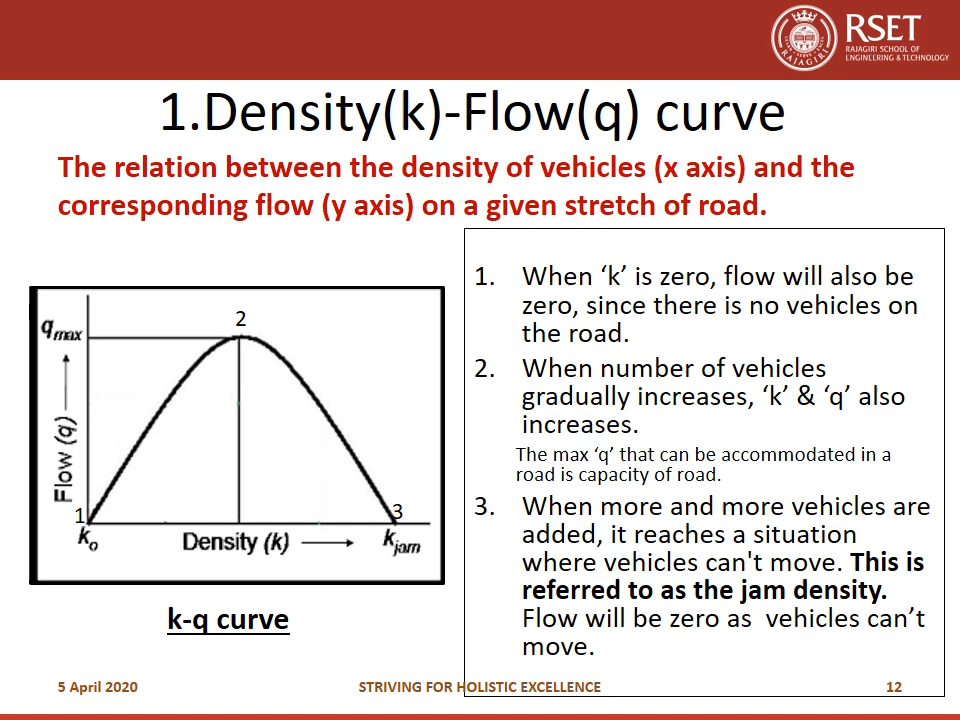 RSET
RAJAGIRI SCHOOL OF
ENGINEERING & TECHNOLOGY
RAJAGIRI
1.Density(k)-Flow(q) curve
The relation between the density of vehicles (x axis) and the
corresponding flow (y axis) on a given stretch of road.
2
qmax
Flow (q)
1
3
ko
Density (k)
kjam
k-q curve
1. When ‘k’ is zero, flow will also be
zero, since there is no vehicles on
the road.
2. When number of vehicles
gradually increases, ‘k’ & ‘q’ also
increases.
The max ‘q’ that can be accommodated in a
road is capacity of road.
3. When more and more vehicles are
added, it reaches a situation
where vehicles can't move. This is
referred to as the jam density.
Flow will be zero as vehicles can’t
move.
5 April 2020
STRIVING FOR HOLISTIC EXCELLENCE
12